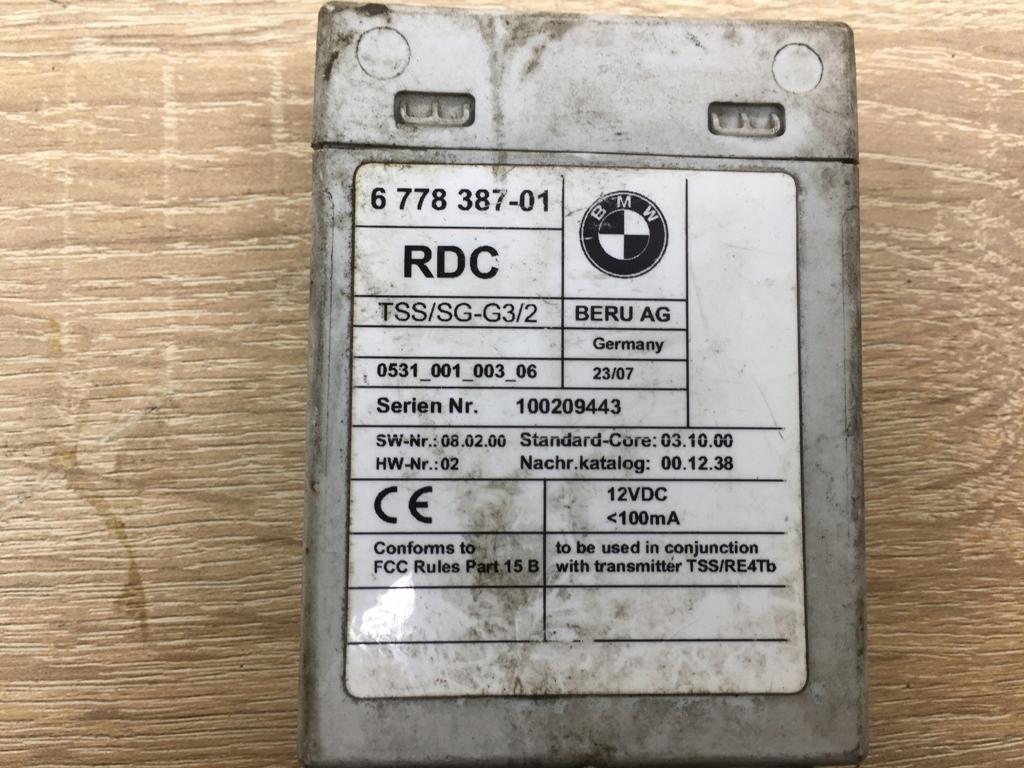 6 778 387-01
BMW
RDC
TSS/SG-G3/2
BERU AG
Germany
0531_001_003_06
23/07
Serien Nr. 100209443
SW-Nr.: 08.02.00 Standard-Core: 03.10.00
HW-Nr.: 02 Nachr.katalog: 00.12.38
CE
12VDC
<100mA
Conforms to
FCC Rules Part 15 B
to be used in conjunction
with transmitter TSS/RE4Tb